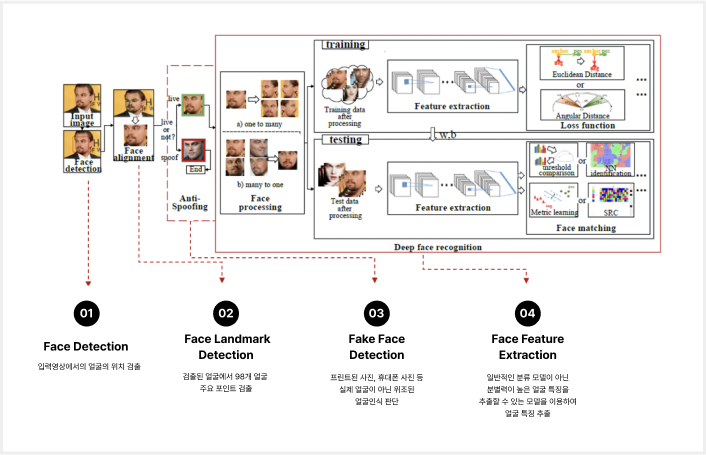 training
Input
image
Face
detection
Face
alignment
live
or
not?
live
spoof
End
Anti-
Spoofing
a) one to many
b) many to one
Face
processing
Training data
after
processing
Feature extraction
Euclidean Distance
or
Angular Distance
Loss function
w,b
testing
Test data
after
processing
Feature extraction
threshold
comparison
or
NN
identification
Metric learning
or
SRC
Face matching
Deep face recognition
01
Face Detection
입력영상에서의 얼굴의 위치 검출
02
Face Landmark
Detection
검출된 얼굴에서 98개 얼굴
주요 포인트 검출
03
Fake Face
Detection
프린트된 사진, 휴대폰 사진 등
실제 얼굴이 아닌 위조된
얼굴인식 판단
04
Face Feature
Extraction
일반적인 분류 모델이 아닌
분별력이 높은 얼굴 특징을
추출할 수 있는 모델을 이용하여
얼굴 특징 추출